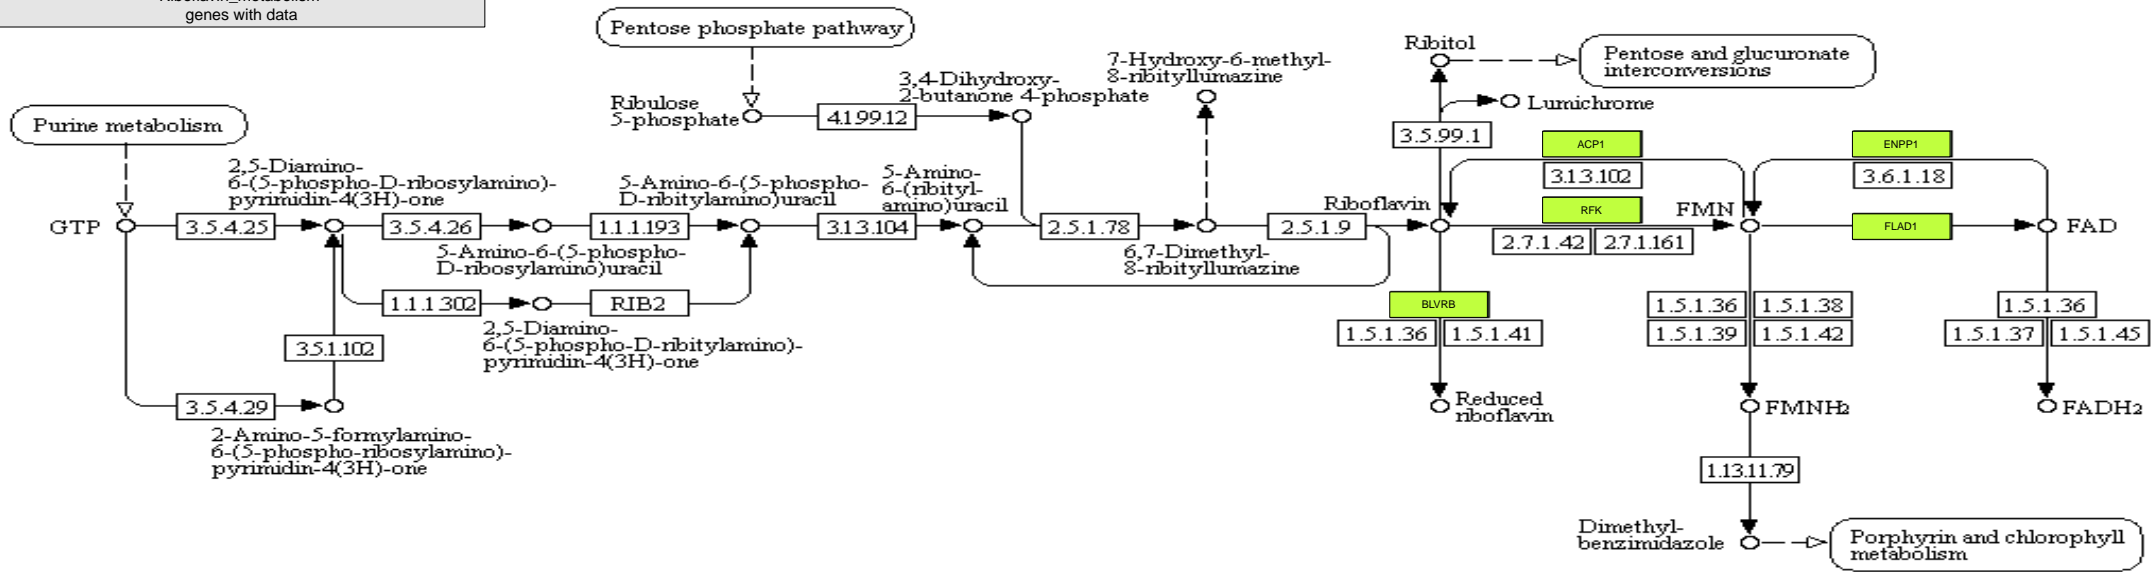 Riboflavin_metabolism
genes with data
Pentose phosphate pathway
Ribitol
Pentose and glucuronate
interconversions
7-Hydroxy-6-methyl-
8-ribityllumazine
3,4-Dihydroxy-
2-butanone 4-phosphate
Ribulose
5-phosphate
4.1.99.12
Lumichrome
Purine metabolism
3.5.99.1
ACP1
ENPP1
3.1.3.102
3.6.1.18
2,5-Diamino-
6-(5-phospho-D-ribosylamino)-
pyrimidin-4(3H)-one
5-Amino-6-(5-phospho-
D-ribitylamino)uracil
5-Amino-
6-(ribityl-
amino)uracil
Riboflavin
RFK
FMN
GTP
3.5.4.25
3.5.4.26
1.1.1.193
3.1.3.104
2.5.1.78
2.5.1.9
2.7.1.42
2.7.1.161
FLAD1
FAD
5-Amino-6-(5-phospho-
D-ribosylamino)uracil
6,7-Dimethyl-
8-ribityllumazine
1.1.1.302
RIB2
BLVRB
1.5.1.36
1.5.1.41
1.5.1.36
1.5.1.38
1.5.1.39
1.5.1.42
1.5.1.36
1.5.1.37
1.5.1.45
2,5-Diamino-
6-(5-phospho-D-ribitylamino)-
pyrimidin-4(3H)-one
3.5.1.102
3.5.4.29
Reduced
riboflavin
FMNH2
FADH2
2-Amino-5-formylamino-
6-(5-phospho-ribosylamino)-
pyrimidin-4(3H)-one
1.13.11.79
Dimethyl-
benzimidazole
Porphyrin and chlorophyll
metabolism